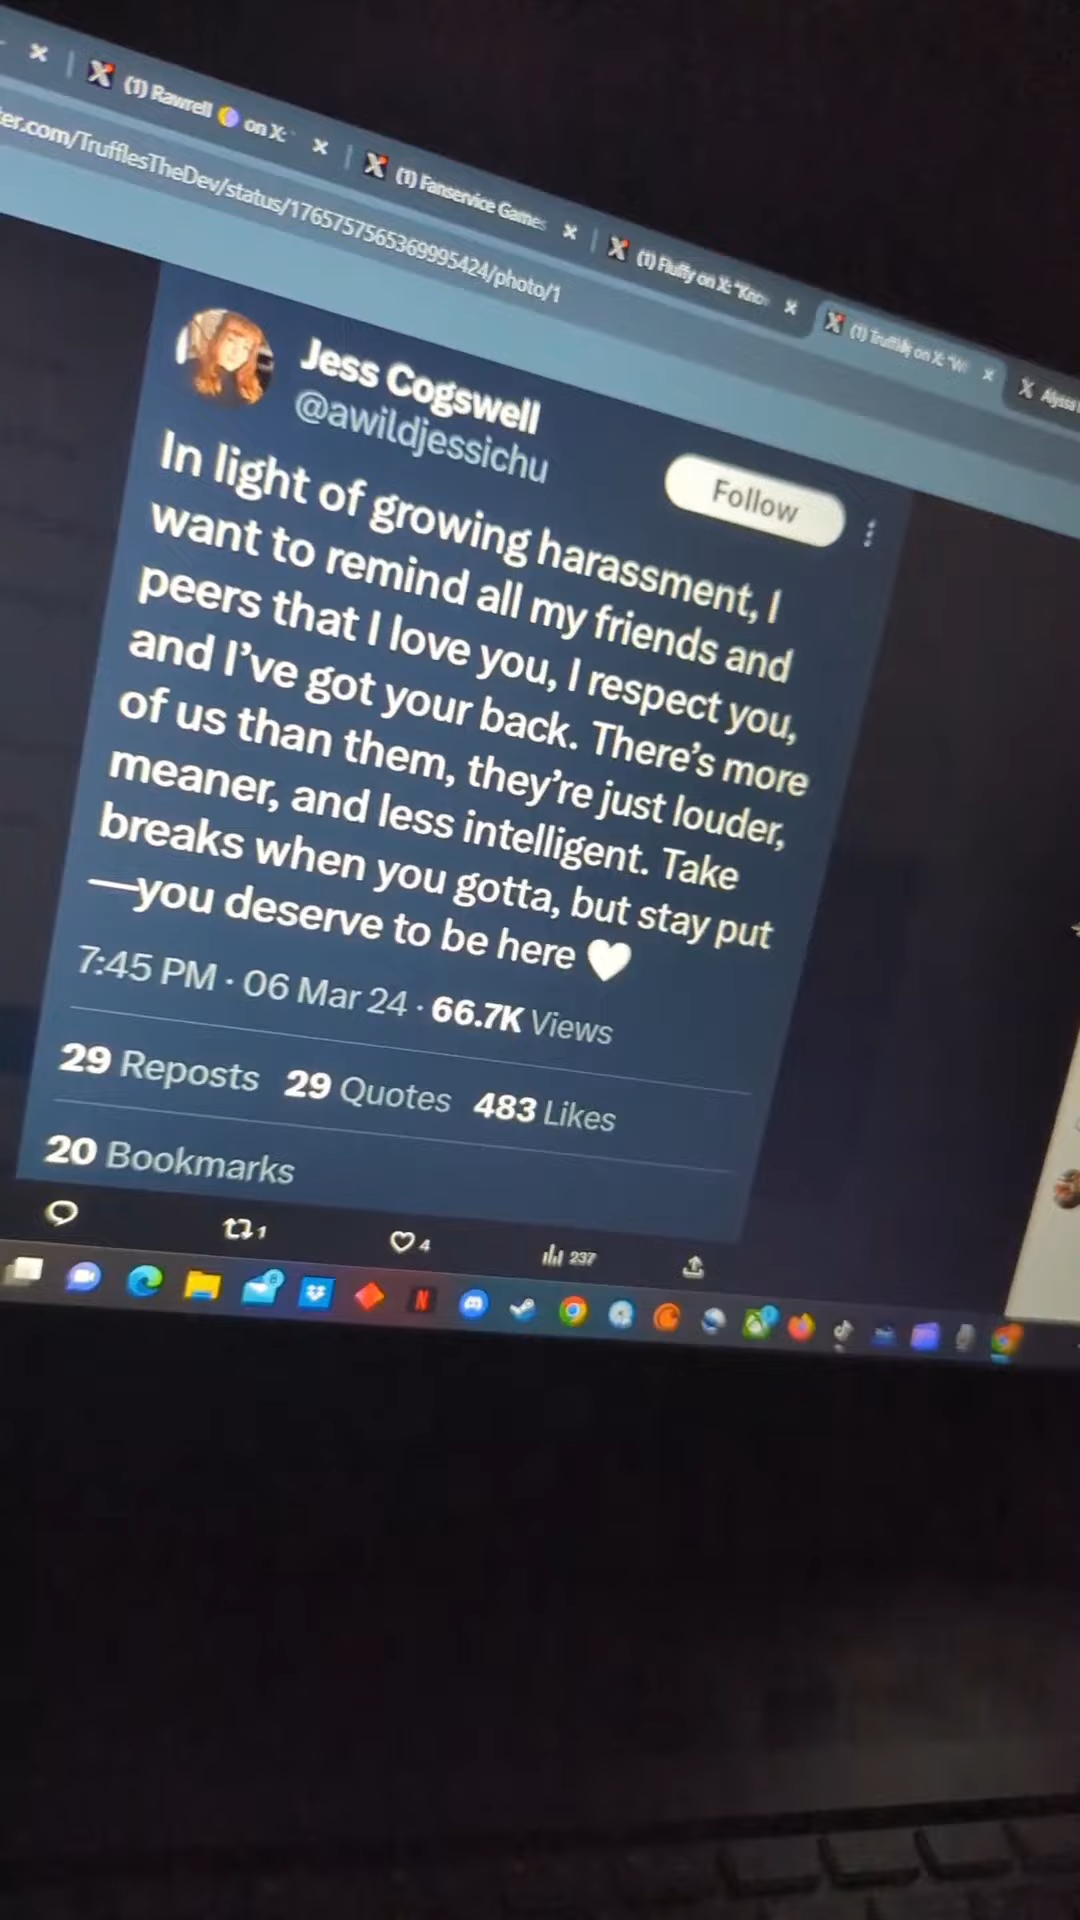 (1) Rawrell on X: "
(1) Fanservice Games
(1) Fluffy on X: "Kno
on X: "W
ter.com/TrufflesTheDev/status/1765757565369995424/photo/1
Jess Cogswell
@awildjessichu
Follow
In light of growing harassment, I
want to remind all my friends and
peers that I love you, I respect you,
and I've got your back. There's more
of us than them, they're just louder,
meaner, and less intelligent. Take
breaks when you gotta, but stay put
—you deserve to be here
7:45 PM · 06 Mar 24 · 66.7K Views
29 Reposts 29 Quotes 483 Likes
20 Bookmarks
1 4 237
8
N